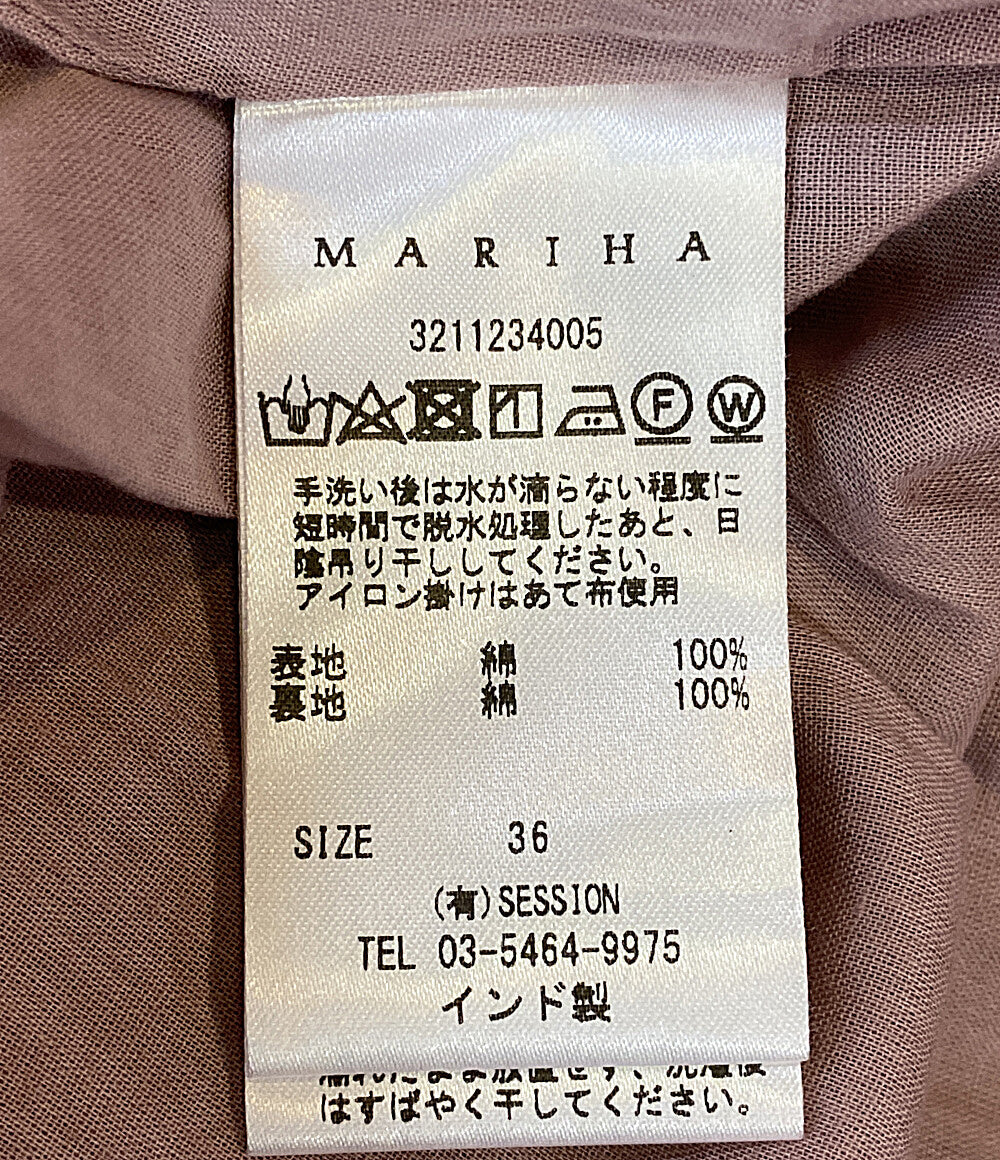 MARIHA
3211234005
F W
手洗い後は水が滴らない程度に
短時間で脱水処理したあと、日
陰吊り干ししてください。
アイロン掛けはあて布使用
表地 綿 100%
裏地 綿 100%
SIZE 36
(有)SESSION
TEL 03-5464-9975
インド製
はすばやく干してください。